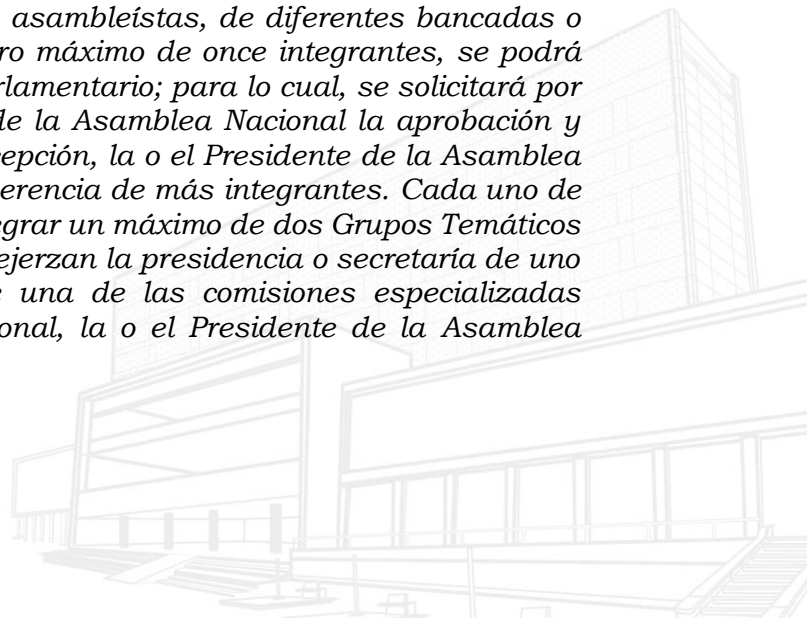 asambleístas, de diferentes bancadas o
ro máximo de once integrantes, se podrá
rlamentario; para lo cual, se solicitará por
de la Asamblea Nacional la aprobación y
cepción, la o el Presidente de la Asamblea
erencia de más integrantes. Cada uno de
egrar un máximo de dos Grupos Temáticos
ejerzan la presidencia o secretaría de uno
e una de las comisiones especializadas
onal, la o el Presidente de la Asamblea